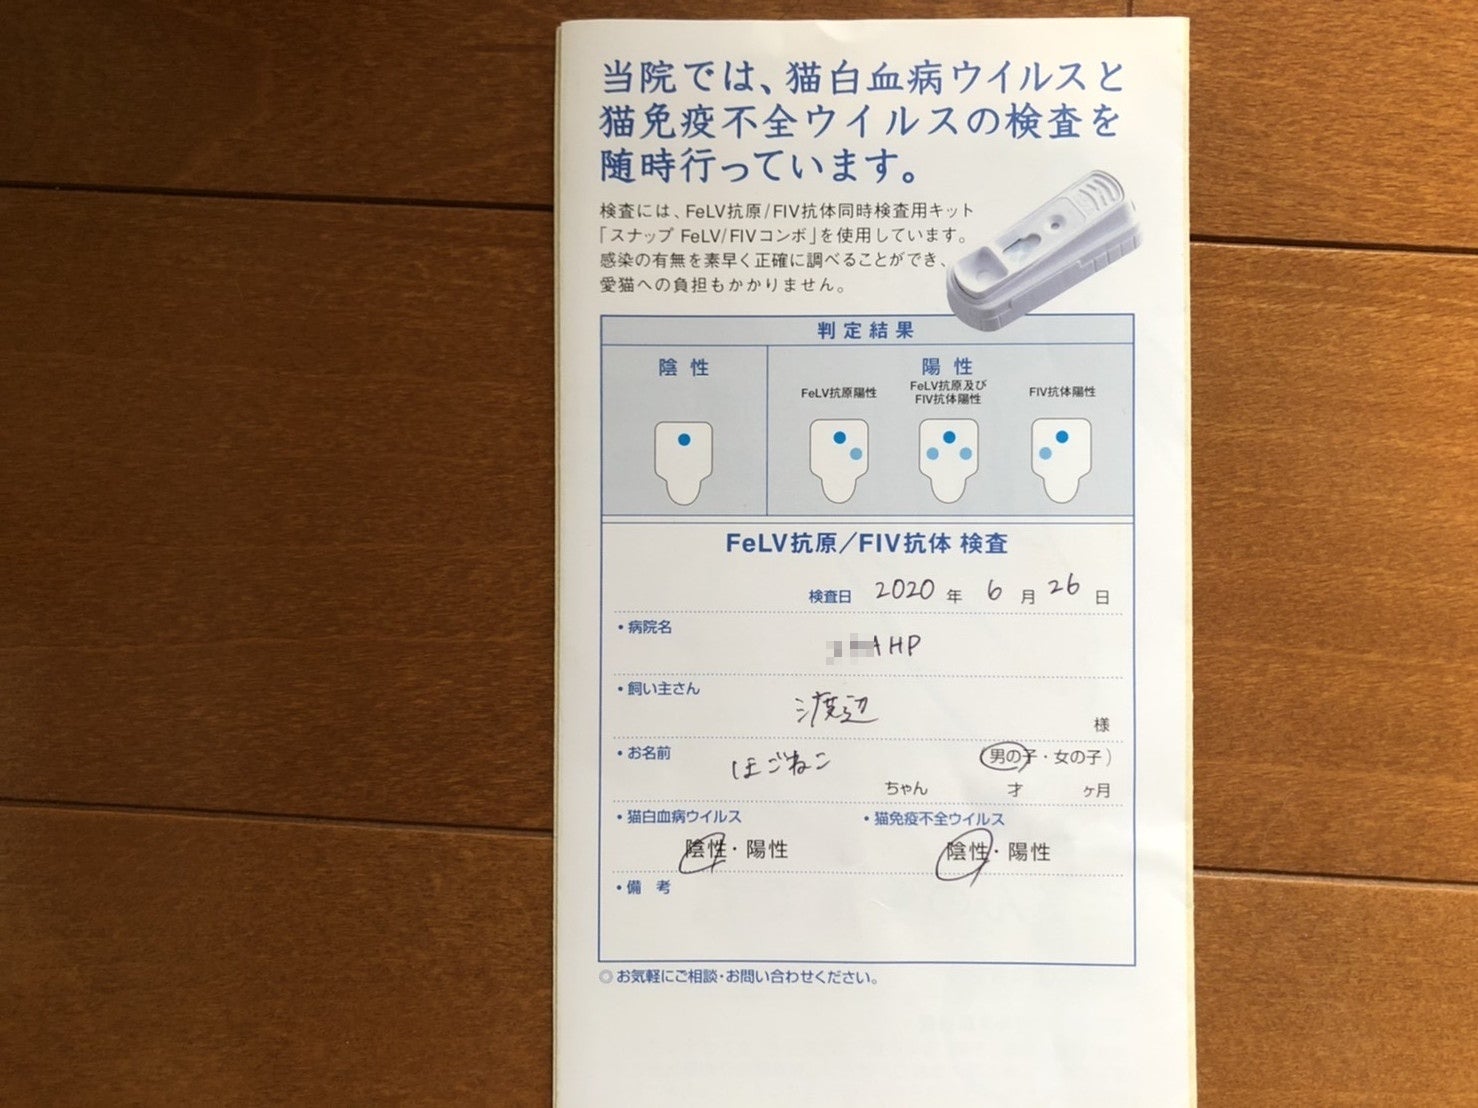 当院では、猫白血病ウイルスと
猫免疫不全ウイルスの検査を
随時行っています。
検査には、FeLV抗原/FIV抗体同時検査用キット
「スナップ FeLV/FIVコンボ」を使用しています。
感染の有無を素早く正確に調べることができ、
愛猫への負担もかかりません。
判定結果
陰性
陽性
FeLV抗原陽性
FeLV抗原及び
FIV抗体陽性
FIV抗体陽性
FeLV抗原/FIV抗体 検査
検査日 2020 年 6 月 26 日
・病院名
AHP
・飼い主さん
渡辺
様
・お名前
ほごねこ
(男の子・女の子)
ちゃん 才 ヶ月
・猫白血病ウイルス ・猫免疫不全ウイルス
陰性・陽性 陰性・陽性
・備 考
◎お気軽にご相談・お問い合わせください。